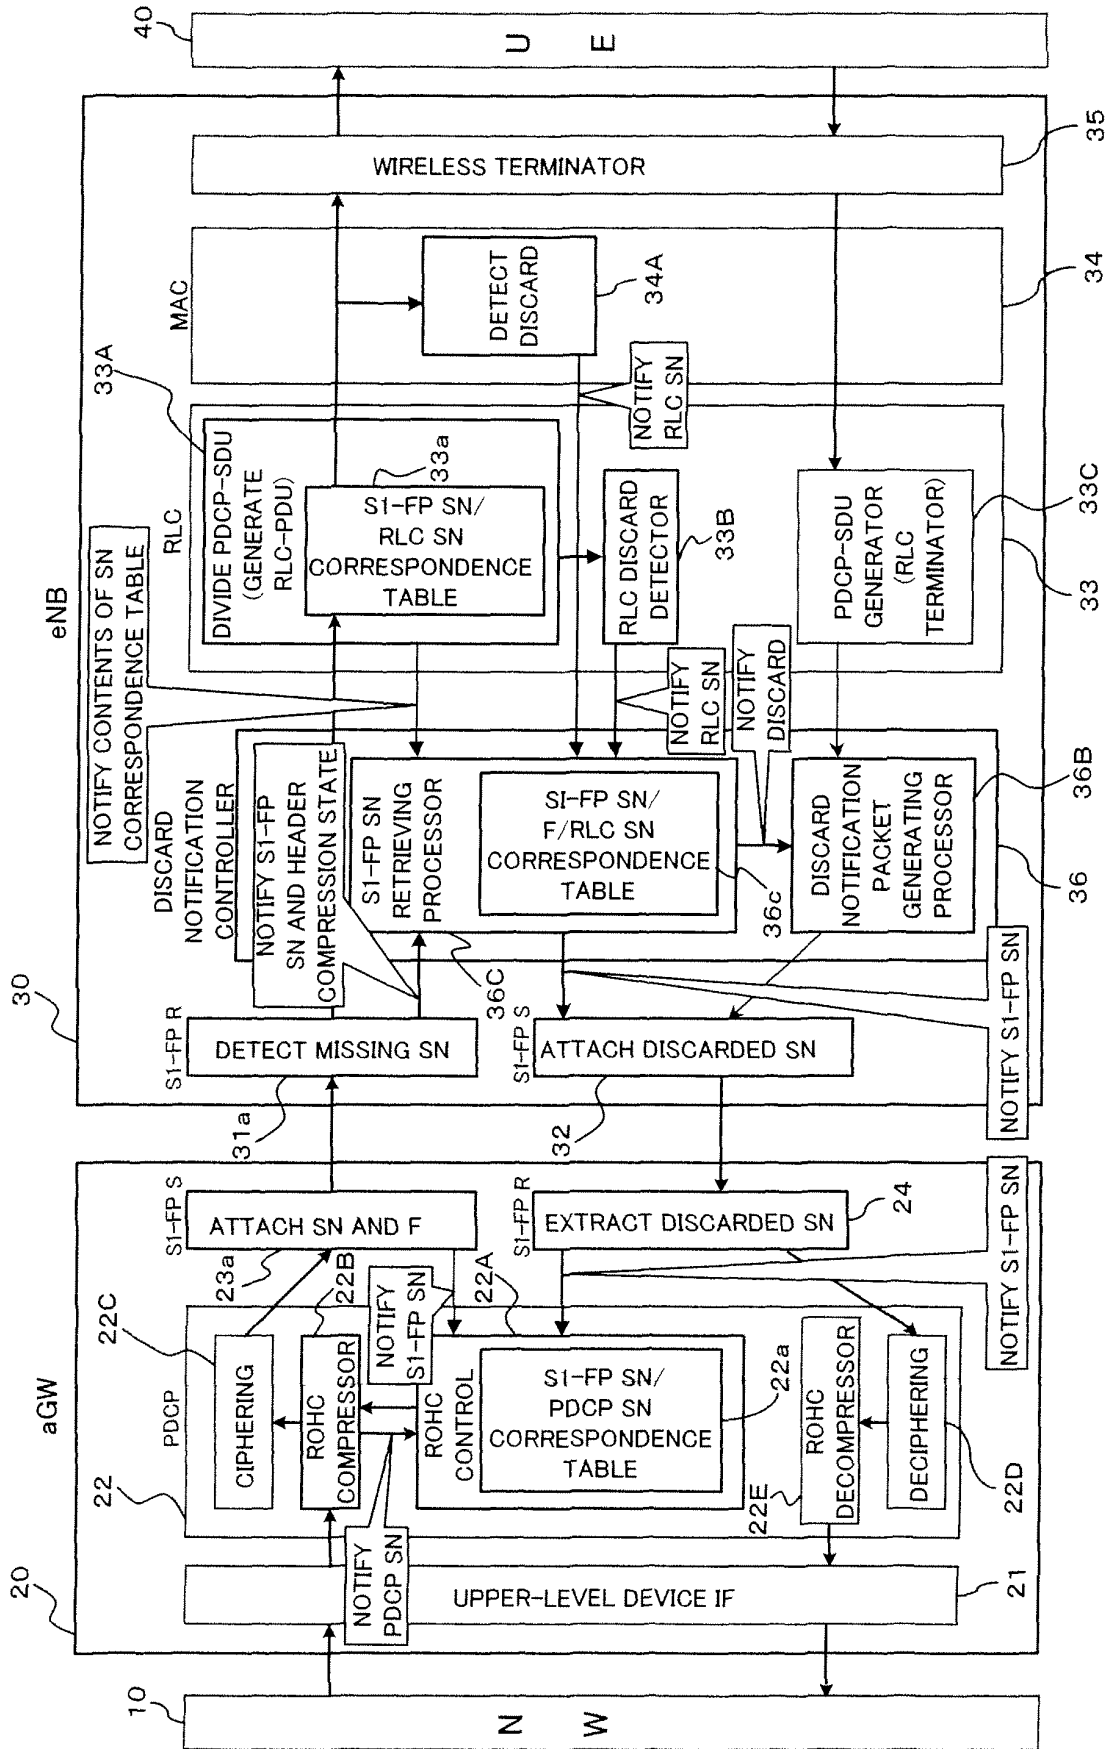 10
N W
20
aGW
UPPER-LEVEL DEVICE IF
21
22
PDCP
22C
CIPHERING
22B
ROHC
COMPRESSOR
NOTIFY
PDCP SN
NOTIFY
S1-FP SN
22A
ROHC
CONTROL
S1-FP SN/
PDCP SN
CORRESPONDENCE
TABLE
22a
22E
ROHC
DECOMPRESSOR
DECIPHERING
22D
S1-FP S
ATTACH SN AND F
23a
S1-FP R
EXTRACT DISCARDED SN
24
NOTIFY S1-FP SN
30
eNB
S1-FP R
DETECT MISSING SN
31a
S1-FP S
ATTACH DISCARDED SN
32
NOTIFY S1-FP SN
DISCARD
NOTIFICATION
CONTROLLER
NOTIFY S1-FP
SN AND HEADER
COMPRESSION STATE
36C
S1-FP SN
RETRIEVING
PROCESSOR
SI-FP SN/
F/RLC SN
CORRESPONDENCE
TABLE
36c
DISCARD
NOTIFICATION
PACKET
GENERATING
PROCESSOR
36B
36
NOTIFY CONTENTS OF SN
CORRESPONDENCE TABLE
NOTIFY
RLC SN
NOTIFY
DISCARD
RLC
33A
DIVIDE PDCP-SDU
(GENERATE
RLC-PDU)
33a
S1-FP SN/
RLC SN
CORRESPONDENCE
TABLE
RLC DISCARD
DETECTOR
33B
PDCP-SDU
GENERATOR
(RLC
TERMINATOR)
33C
33
NOTIFY
RLC SN
MAC
DETECT
DISCARD
34A
34
WIRELESS TERMINATOR
35
40
U E